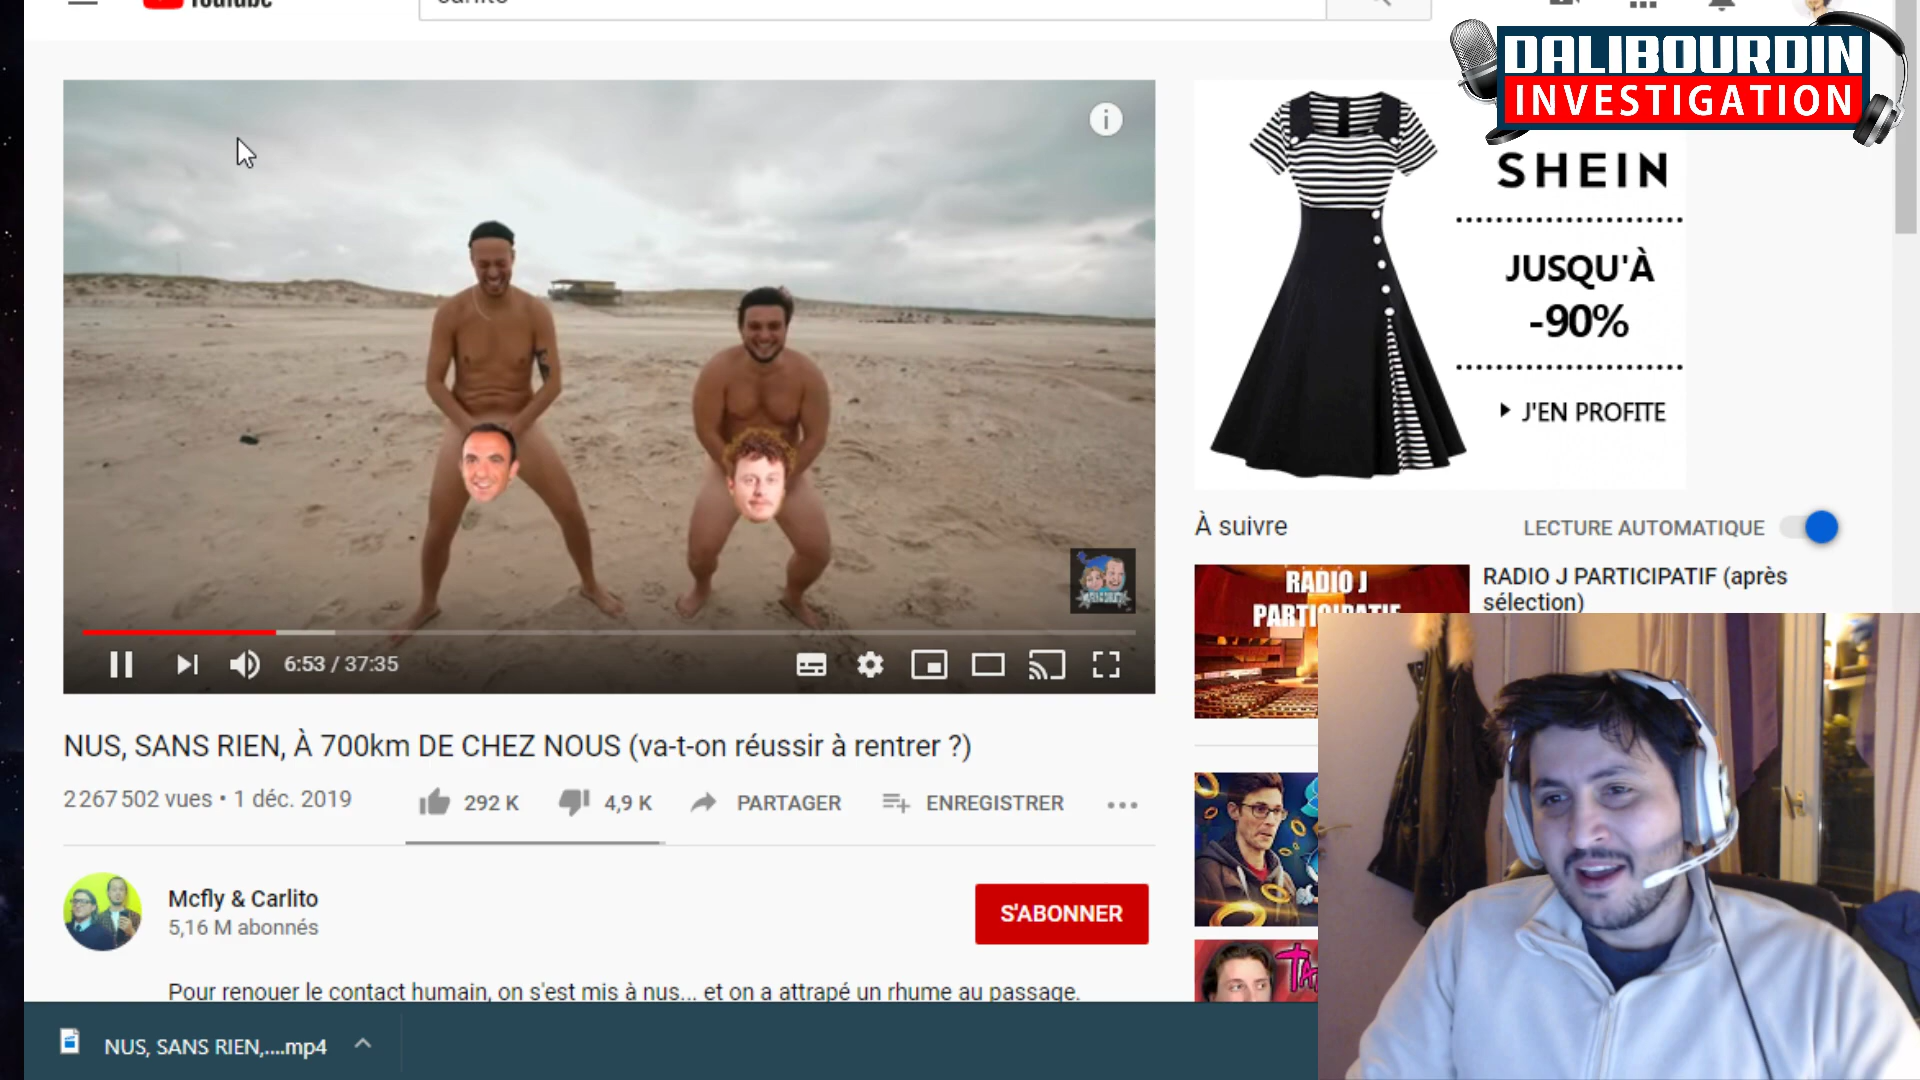 DALIBOURDIN
INVESTIGATION
SHEIN
JUSQU'À
-90%
J'EN PROFITE
6:53 / 37:35
À suivre
LECTURE AUTOMATIQUE
RADIO J
RADIO J PARTICIPATIF (après
sélection)
NUS, SANS RIEN, À 700km DE CHEZ NOUS (va-t-on réussir à rentrer ?)
2 267 502 vues • 1 déc. 2019
292 K
4,9 K
PARTAGER
ENREGISTRER
Mcfly & Carlito
5,16 M abonnés
S'ABONNER
Pour renouer le contact humain, on s'est mis à nus... et on a attrapé un rhume au passage.
NUS, SANS RIEN,....mp4